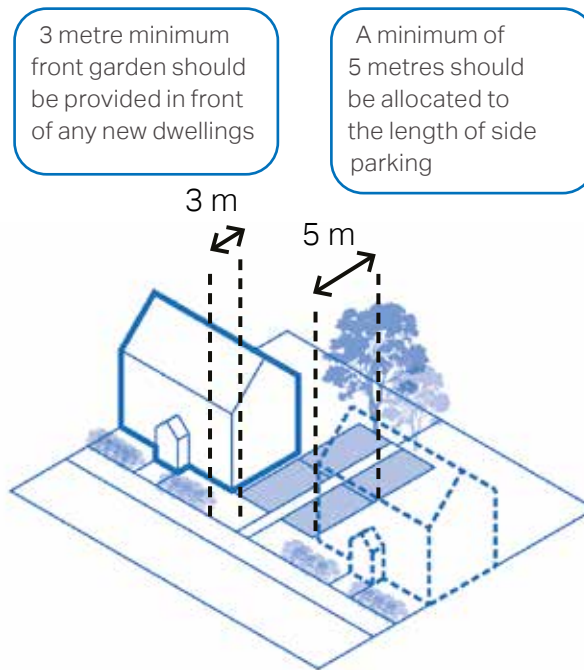 3 metre minimum
front garden should
be provided in front
of any new dwellings
A minimum of
5 metres should
be allocated to
the length of side
parking
3 m
5 m